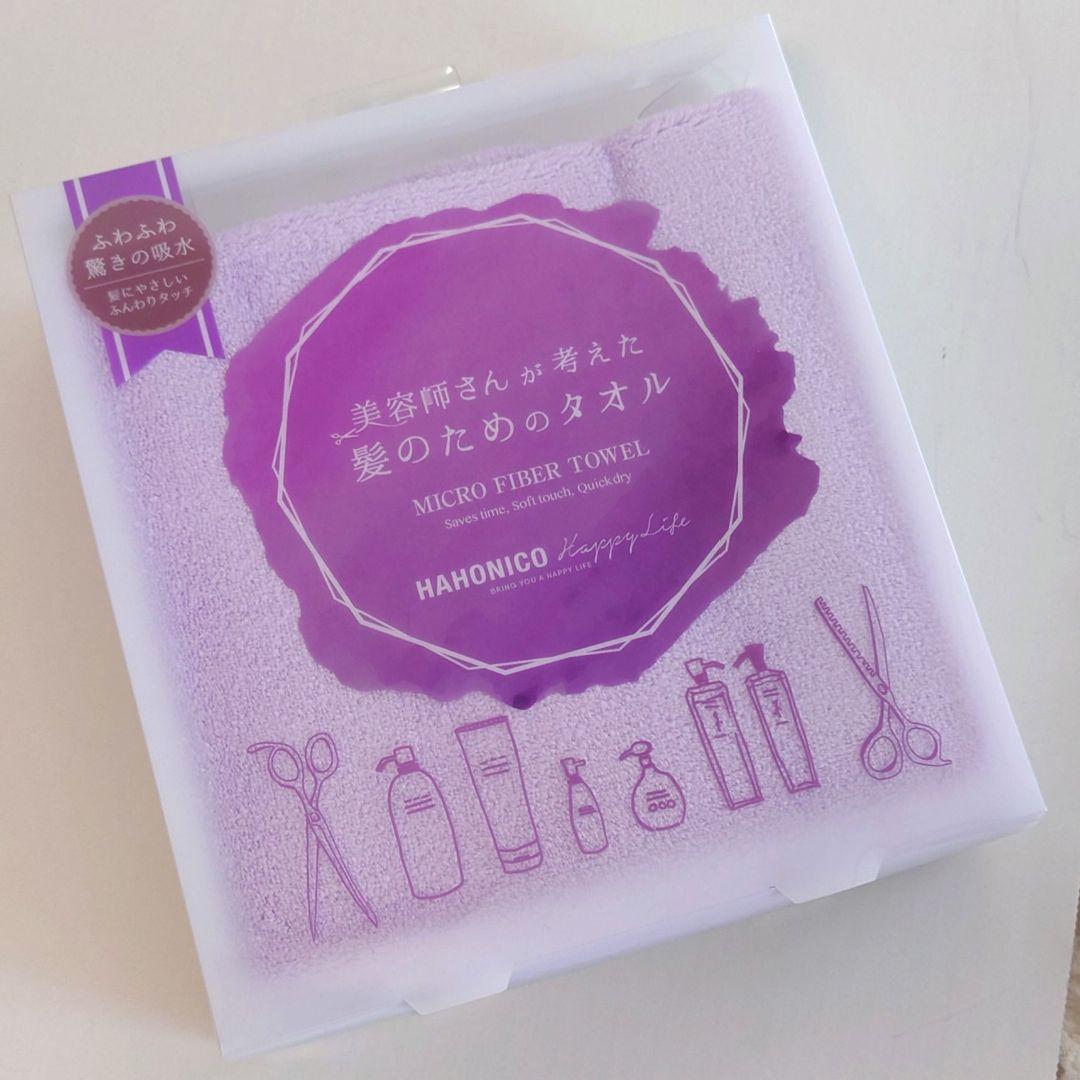 ふわふわ
驚きの吸水
髪にやさしい
ふんわりタッチ
美容師さんが考えた
髪のためのタオル
MICRO FIBER TOWEL
Saves time, Soft touch, Quick dry
HAHONICO Happy Life
BRING YOU A HAPPY LIFE